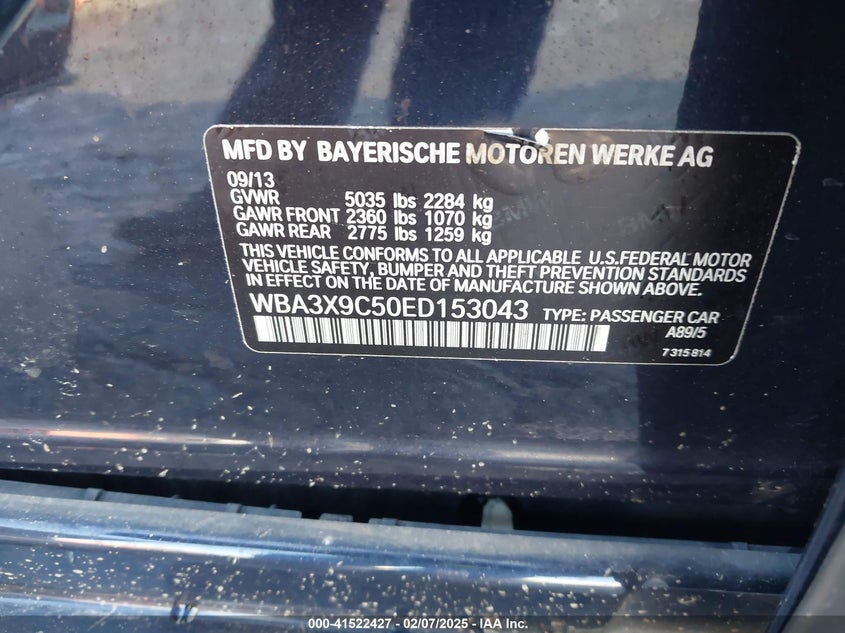 MFD BY BAYERISCHE MOTOREN WERKE AG
09/13
GVWR 5035 lbs 2284 kg
GAWR FRONT 2360 lbs 1070 kg
GAWR REAR 2775 lbs 1259 kg
THIS VEHICLE CONFORMS TO ALL APPLICABLE U.S.FEDERAL MOTOR
VEHICLE SAFETY, BUMPER AND THEFT PREVENTION STANDARDS
IN EFFECT ON THE DATE OF MANUFACTURE SHOWN ABOVE.
WBA3X9C50ED153043 TYPE: PASSENGER CAR
A89/5
7315814
000-41522427 - 02/07/2025 - IAA Inc.